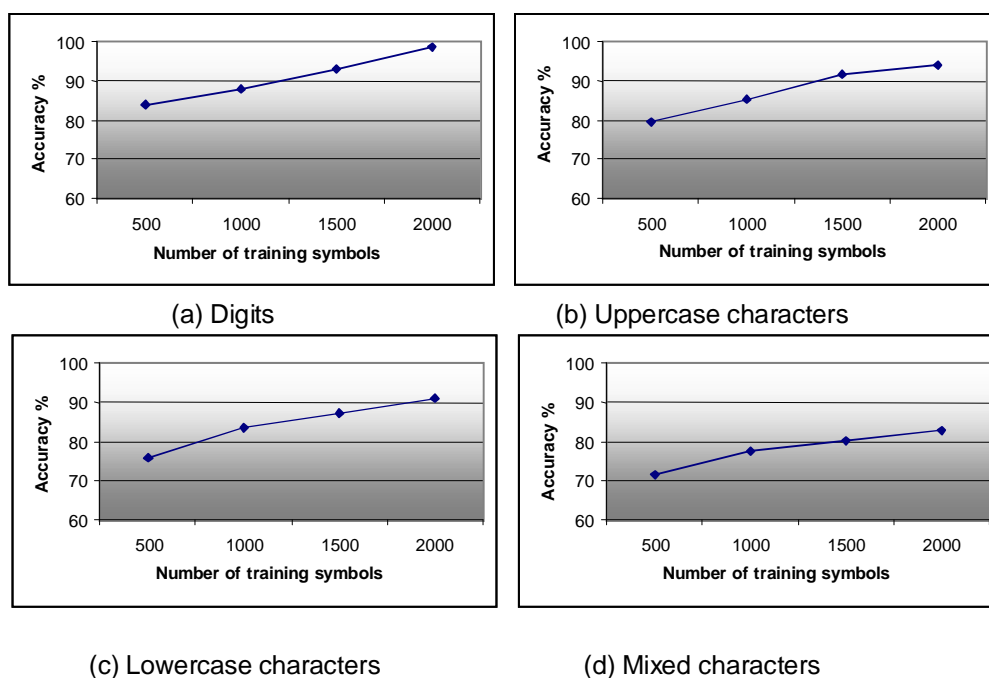 100
90
80
70
60
Accuracy %
500 1000 1500 2000
Number of training symbols
(a) Digits
100
90
80
70
60
Accuracy %
500 1000 1500 2000
Number of training symbols
(b) Uppercase characters
100
90
80
70
60
Accuracy %
500 1000 1500 2000
Number of training symbols
(c) Lowercase characters
100
90
80
70
60
Accuracy %
500 1000 1500 2000
Number of training symbols
(d) Mixed characters